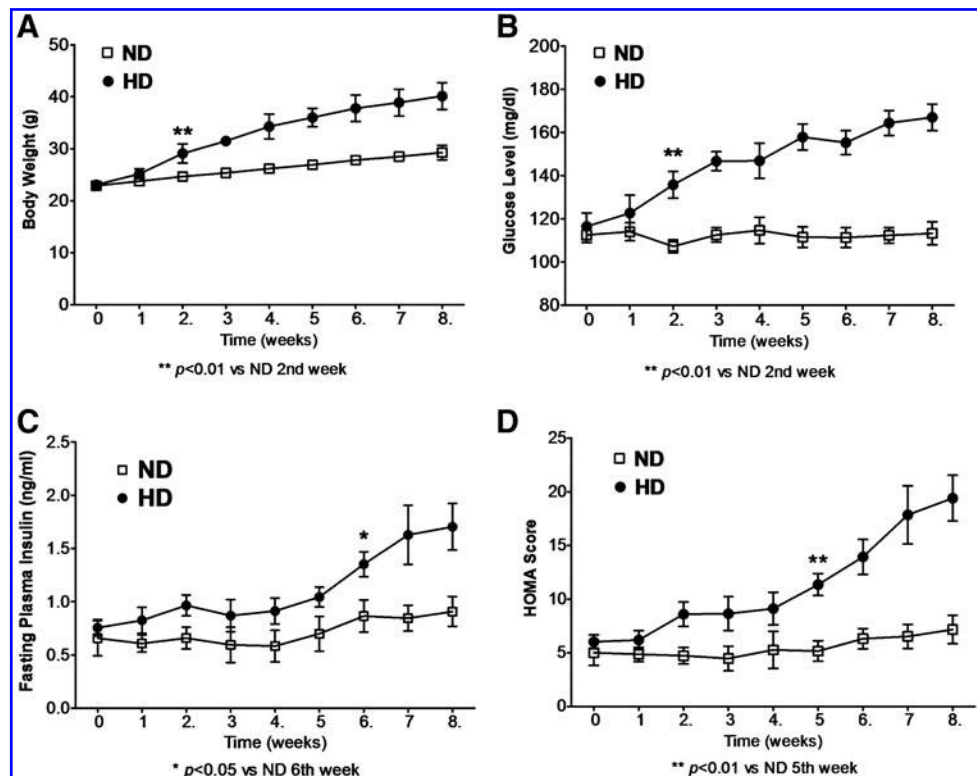 A
ND
HD
**
Body Weight (g)
50
40
30
20
10
0
0 1 2. 3 4. 5 6. 7 8.
Time (weeks)
** p<0.01 vs ND 2nd week
B
ND
HD
**
Glucose Level (mg/dl)
200
180
160
140
120
100
80
0 1 2. 3 4. 5 6. 7 8.
Time (weeks)
** p<0.01 vs ND 2nd week
C
ND
HD
*
Fasting Plasma Insulin (ng/ml)
2.5
2.0
1.5
1.0
0.5
0.0
0 1 2. 3 4. 5 6. 7 8.
Time (weeks)
* p<0.05 vs ND 6th week
D
ND
HD
**
HOMA Score
25
20
15
10
5
0
0 1 2. 3 4. 5 6. 7 8.
Time (weeks)
** p<0.01 vs ND 5th week